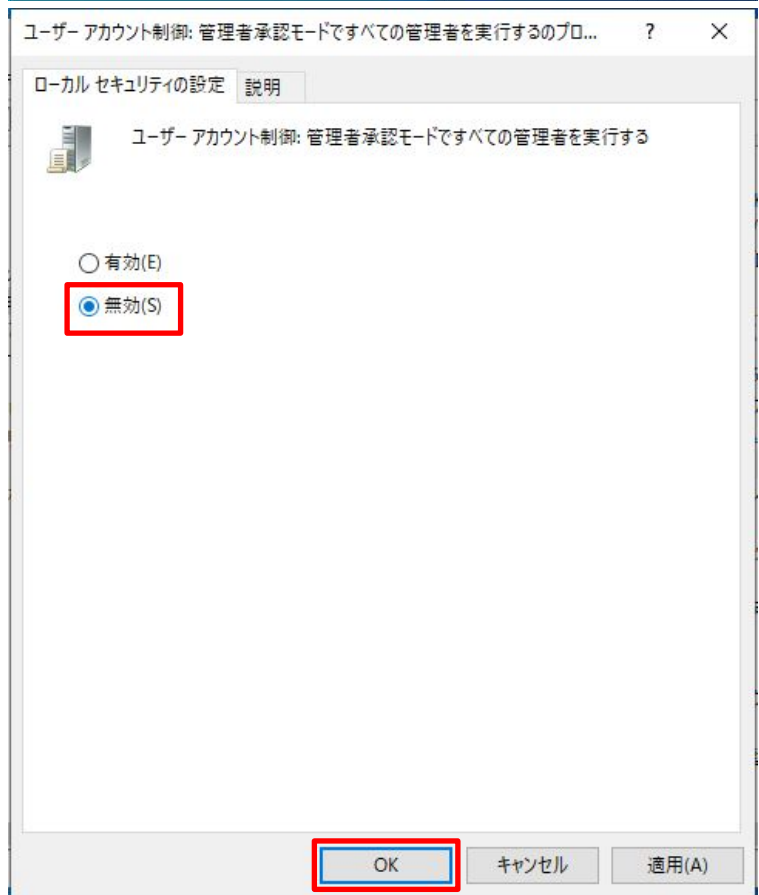 ユーザー アカウント制御: 管理者承認モードですべての管理者を実行するのプロ... ? ×
ローカル セキュリティの設定 説明
ユーザー アカウント制御: 管理者承認モードですべての管理者を実行する
有効(E)
無効(S)
OK キャンセル 適用(A)